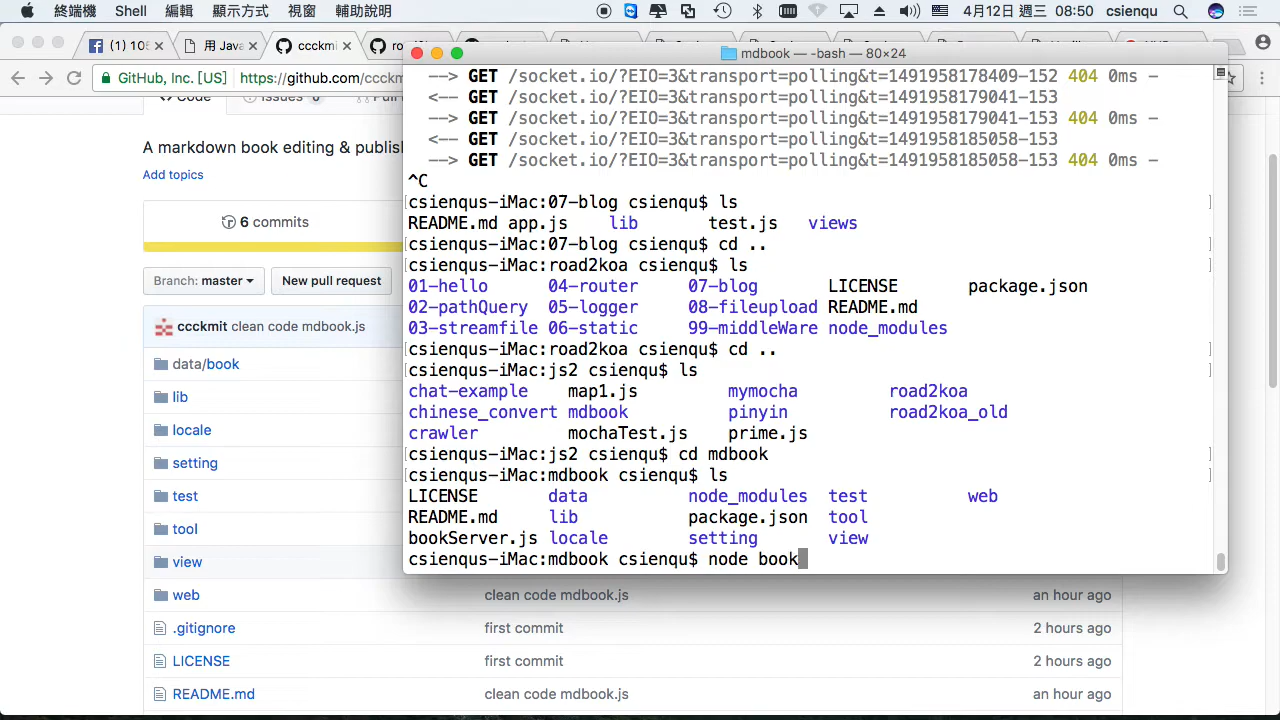 終端機 Shell 編輯 顯示方式 視窗 輔助說明 4月12日 週三 08:50 csienqu
(1) 105 用 Java ccckmit
GitHub, Inc. [US] https://github.com/ccckm
Code Issues 0 Pull
A markdown book editing & publis
Add topics
6 commits
Branch: master New pull request
ccckmit clean code mdbook.js
data/book
lib
locale
setting
test
tool
view
web clean code mdbook.js an hour ago
.gitignore first commit 2 hours ago
LICENSE first commit 2 hours ago
README.md clean code mdbook.js an hour ago
mdbook — -bash — 80×24
--> GET /socket.io/?EIO=3&transport=polling&t=1491958178409-152 404 0ms -
<-- GET /socket.io/?EIO=3&transport=polling&t=1491958179041-153
--> GET /socket.io/?EIO=3&transport=polling&t=1491958179041-153 404 0ms -
<-- GET /socket.io/?EIO=3&transport=polling&t=1491958185058-153
--> GET /socket.io/?EIO=3&transport=polling&t=1491958185058-153 404 0ms -
^C
csienqus-iMac:07-blog csienqu$ ls
README.md app.js lib test.js views
csienqus-iMac:07-blog csienqu$ cd ..
csienqus-iMac:road2koa csienqu$ ls
01-hello 04-router 07-blog LICENSE package.json
02-pathQuery 05-logger 08-fileupload README.md
03-streamfile 06-static 99-middleWare node_modules
csienqus-iMac:road2koa csienqu$ cd ..
csienqus-iMac:js2 csienqu$ ls
chat-example map1.js mymocha road2koa
chinese_convert mdbook pinyin road2koa_old
crawler mochaTest.js prime.js
csienqus-iMac:js2 csienqu$ cd mdbook
csienqus-iMac:mdbook csienqu$ ls
LICENSE data node_modules test web
README.md lib package.json tool
bookServer.js locale setting view
csienqus-iMac:mdbook csienqu$ node book